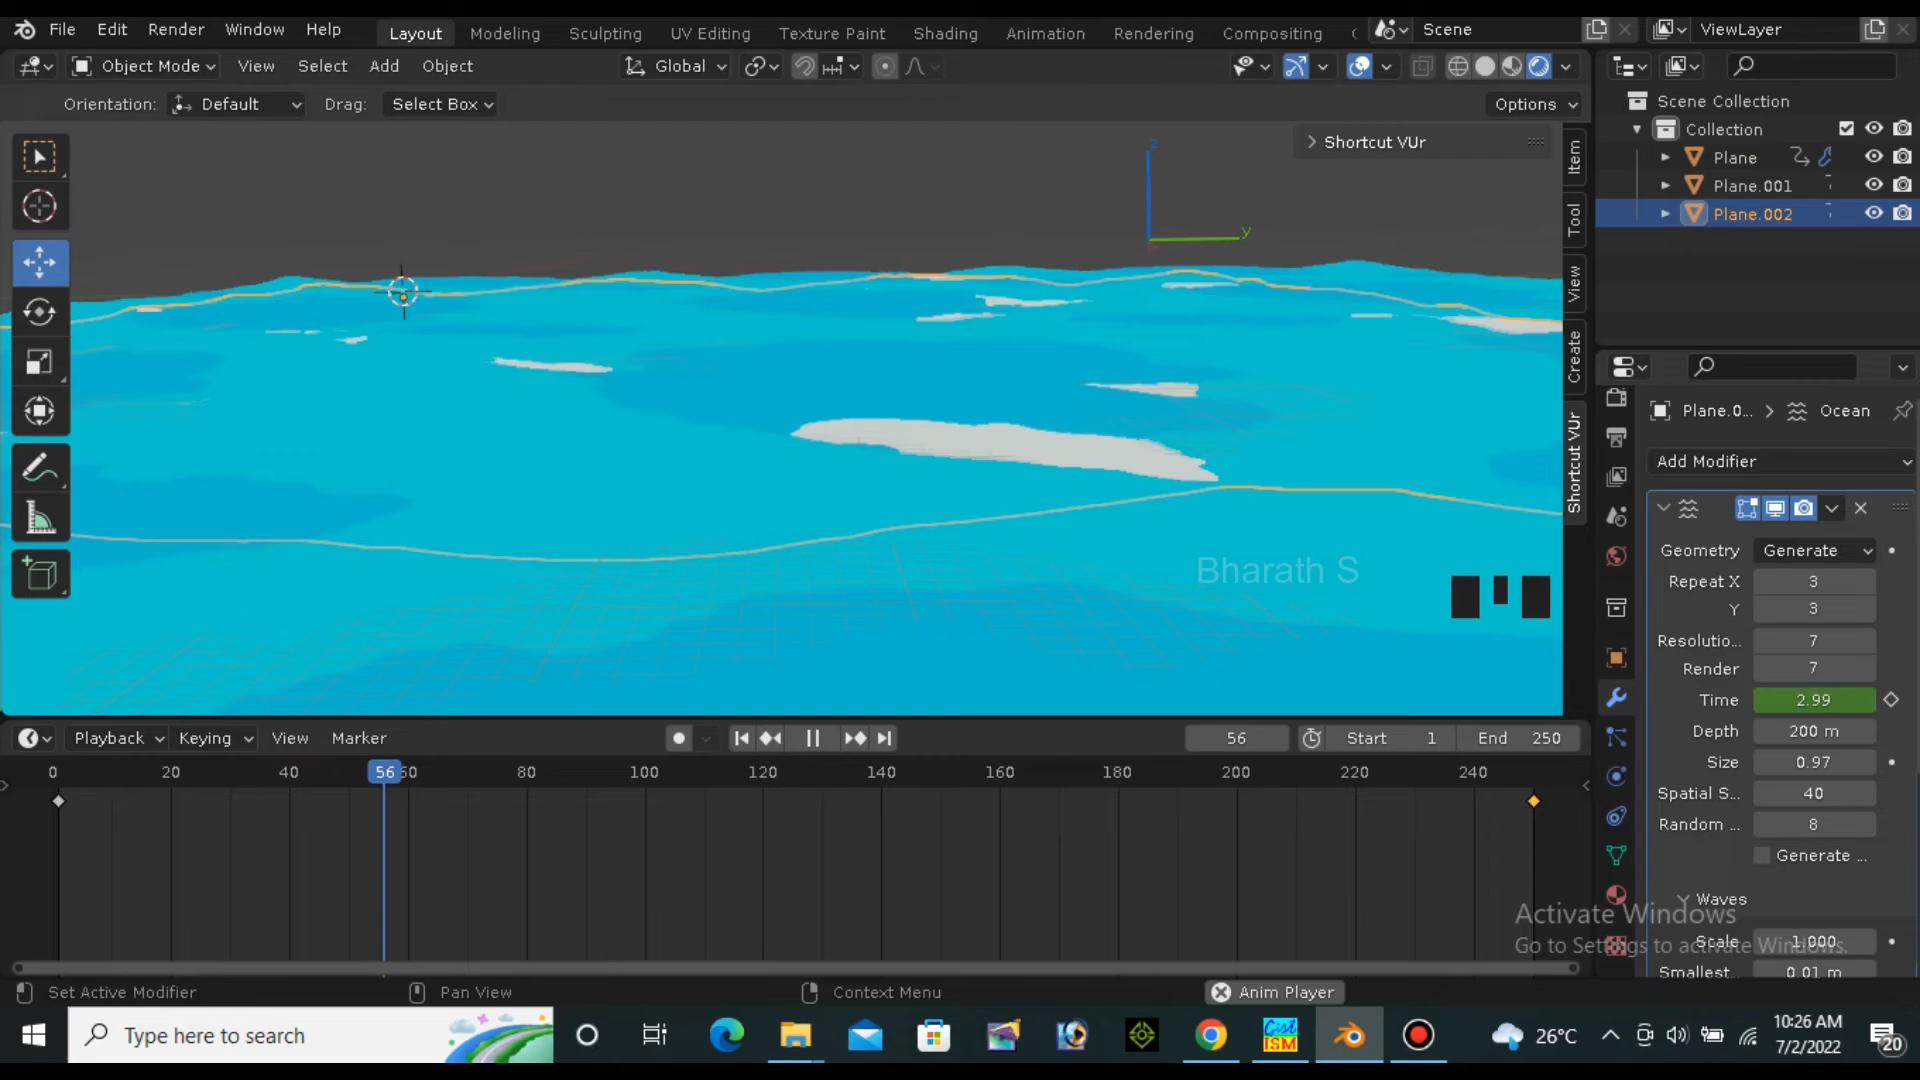 File Edit Render Window Help Layout Modeling Sculpting UV Editing Texture Paint Shading Animation Rendering Compositing Scene ViewLayer
Object Mode View Select Add Object Global
Orientation: Default Drag: Select Box Options
Shortcut VUr
z
y
Item
Tool
View
Create
Shortcut VUr
Bharath S
Scene Collection
Collection
Plane
Plane.001
Plane.002
Plane.0... Ocean
Add Modifier
Geometry Generate
Repeat X 3
Y 3
Resolutio... 7
Render 7
Time 2.99
Depth 200 m
Size 0.97
Spatial S... 40
Random ... 8
Generate ...
Waves
Scale 1.000
Smallest... 0.01 m
Activate Windows
Go to Settings to activate Windows.
Playback Keying View Marker 56 Start 1 End 250
0 20 40 56 60 80 100 120 140 160 180 200 220 240
Set Active Modifier Pan View Context Menu Anim Player
Type here to search
Gist
ISM
26°C
10:26 AM
7/2/2022
20